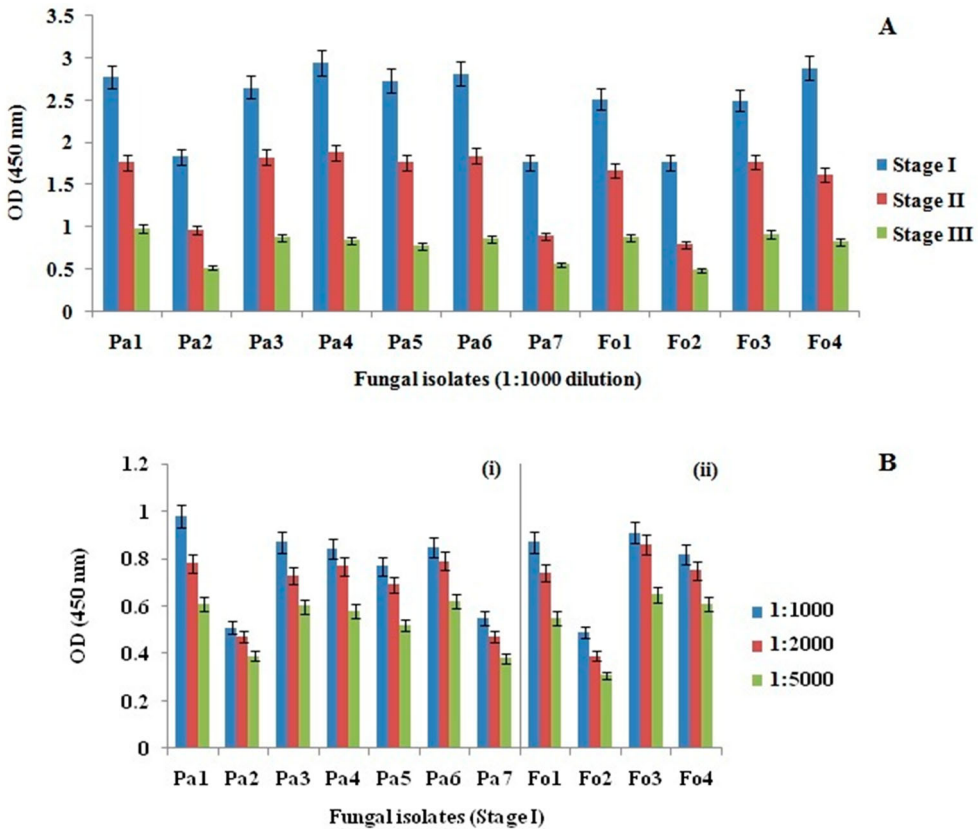 A
3.5
3
2.5
2
1.5
1
0.5
0
OD (450 nm)
Pa1 Pa2 Pa3 Pa4 Pa5 Pa6 Pa7 Fo1 Fo2 Fo3 Fo4
Fungal isolates (1:1000 dilution)
Stage I
Stage II
Stage III
B
(i) (ii)
1.2
1
0.8
0.6
0.4
0.2
0
OD (450 nm)
Pa1 Pa2 Pa3 Pa4 Pa5 Pa6 Pa7 Fo1 Fo2 Fo3 Fo4
Fungal isolates (Stage I)
1:1000
1:2000
1:5000